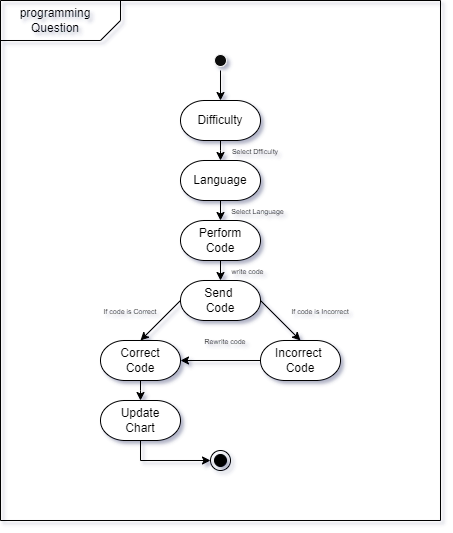 programming
Question
Difficulty
Select Dfficulty
Language
Select Language
Perform
Code
write code
Send
Code
If code is Correct
If code is Incorrect
Rewrite code
Correct
Code
Incorrect
Code
Update
Chart